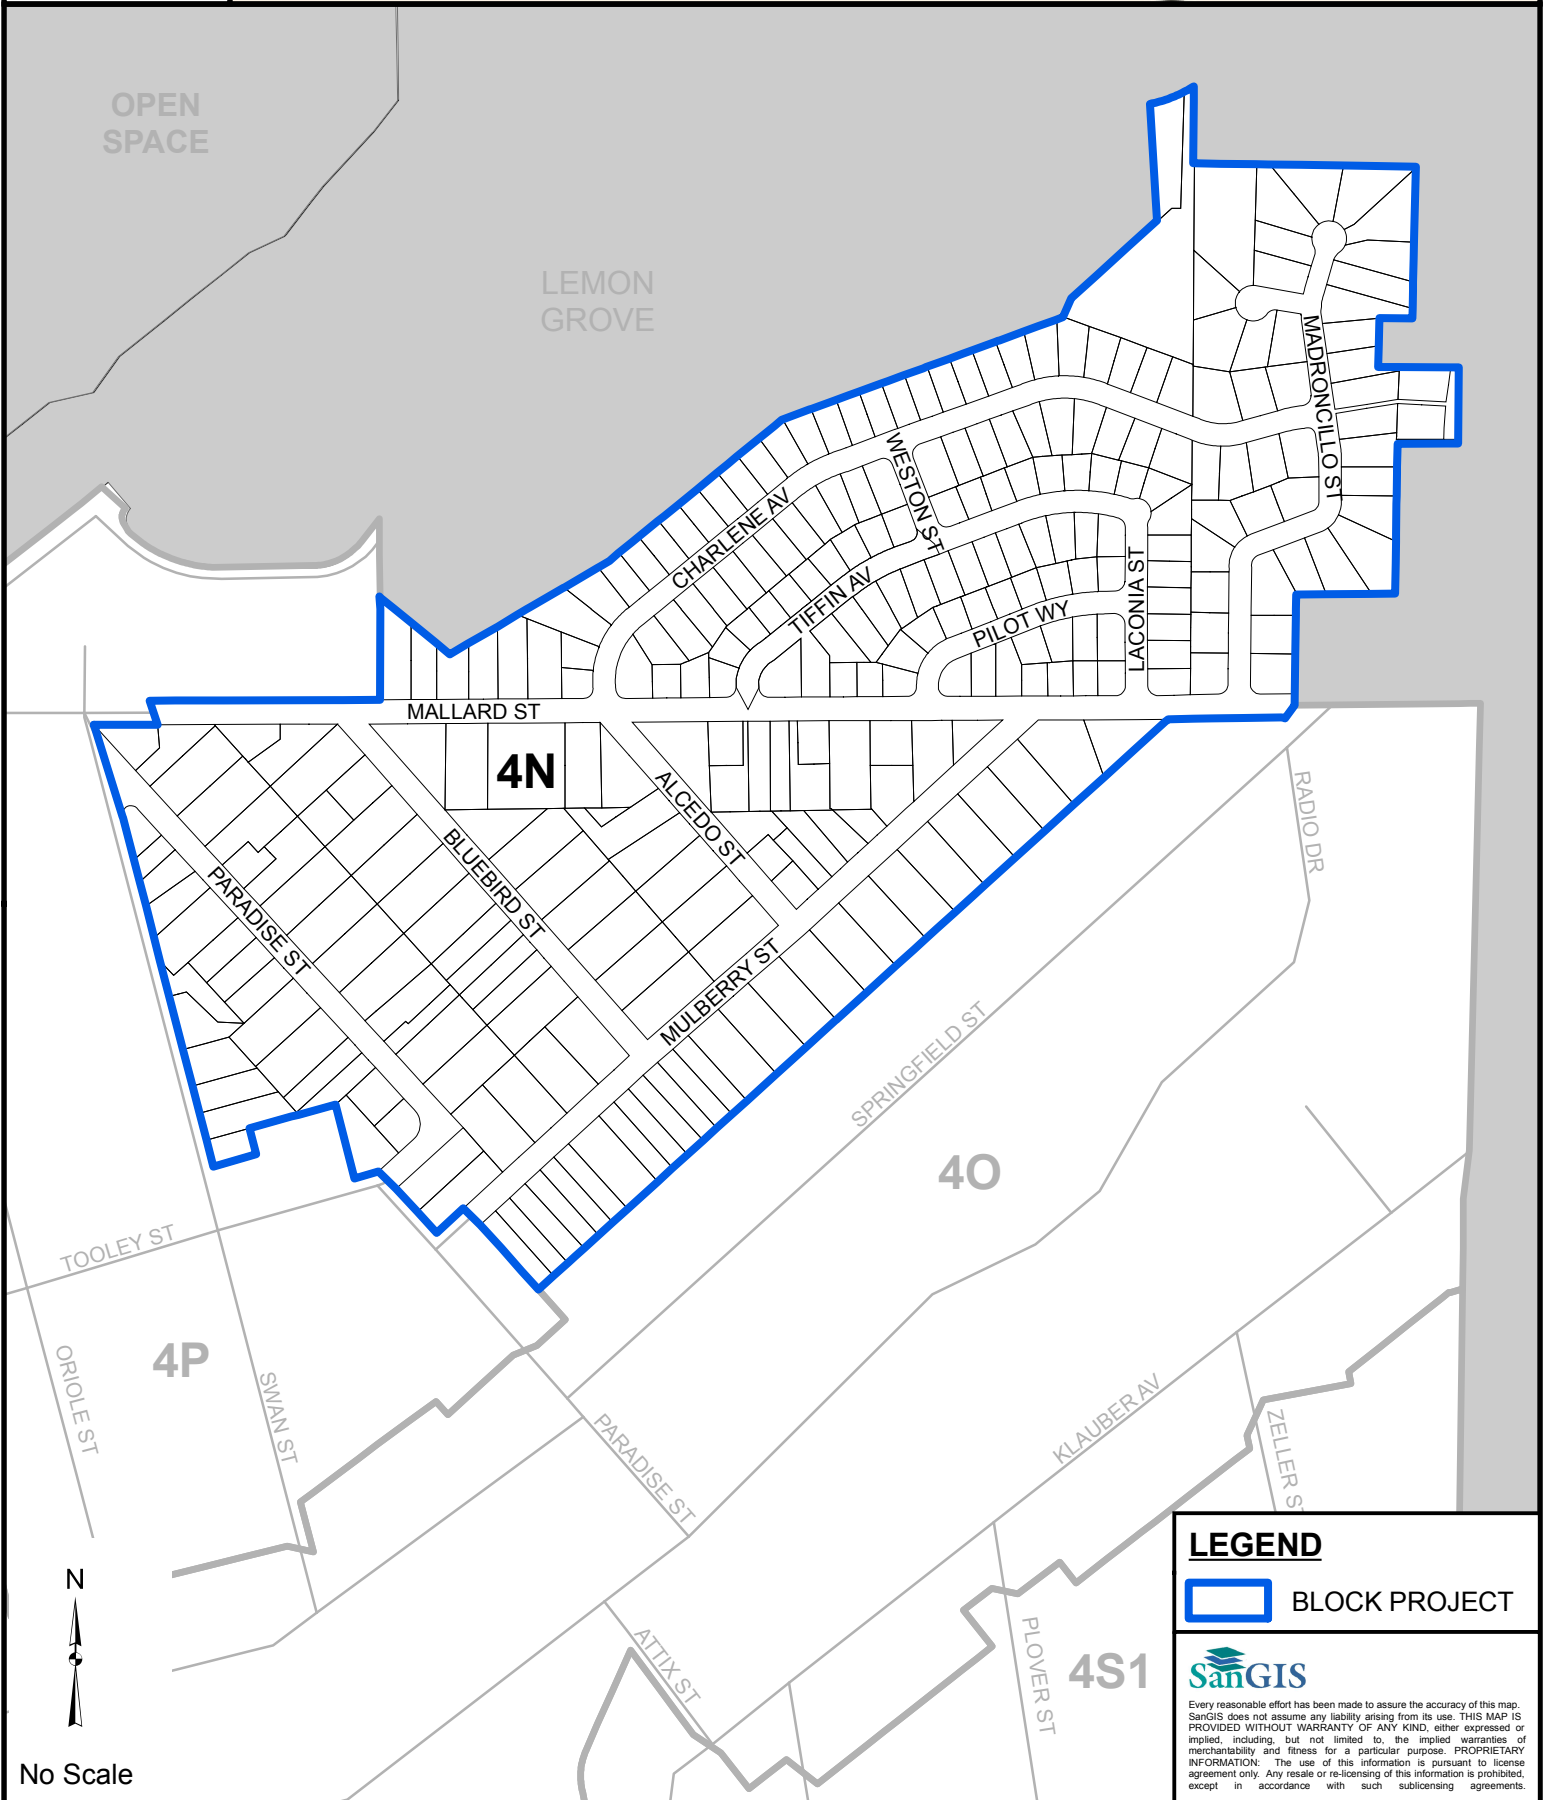 OPEN
SPACE
LEMON
GROVE
MADRONCILLO ST
WESTON ST
CHARLENE AV
TIFFIN AV
PILOT WY
LACONIA ST
MALLARD ST
4N
ALCEDO ST
BLUEBIRD ST
PARADISE ST
MULBERRY ST
RADIO DR
SPRINGFIELD ST
4O
TOOLEY ST
4P
ORIOLE ST
SWAN ST
PARADISE ST
KLAUBER AV
ZELLER ST
ATTIX ST
PLOVER ST
4S1
N
No Scale
LEGEND
BLOCK PROJECT
SanGIS
Every reasonable effort has been made to assure the accuracy of this map.
SanGIS does not assume any liability arising from its use. THIS MAP IS
PROVIDED WITHOUT WARRANTY OF ANY KIND, either expressed or
implied, including, but not limited to, the implied warranties of
merchantability and fitness for a particular purpose. PROPRIETARY
INFORMATION: The use of this information is pursuant to license
agreement only. Any resale or re-licensing of this information is prohibited,
except in accordance with such sublicensing agreements.